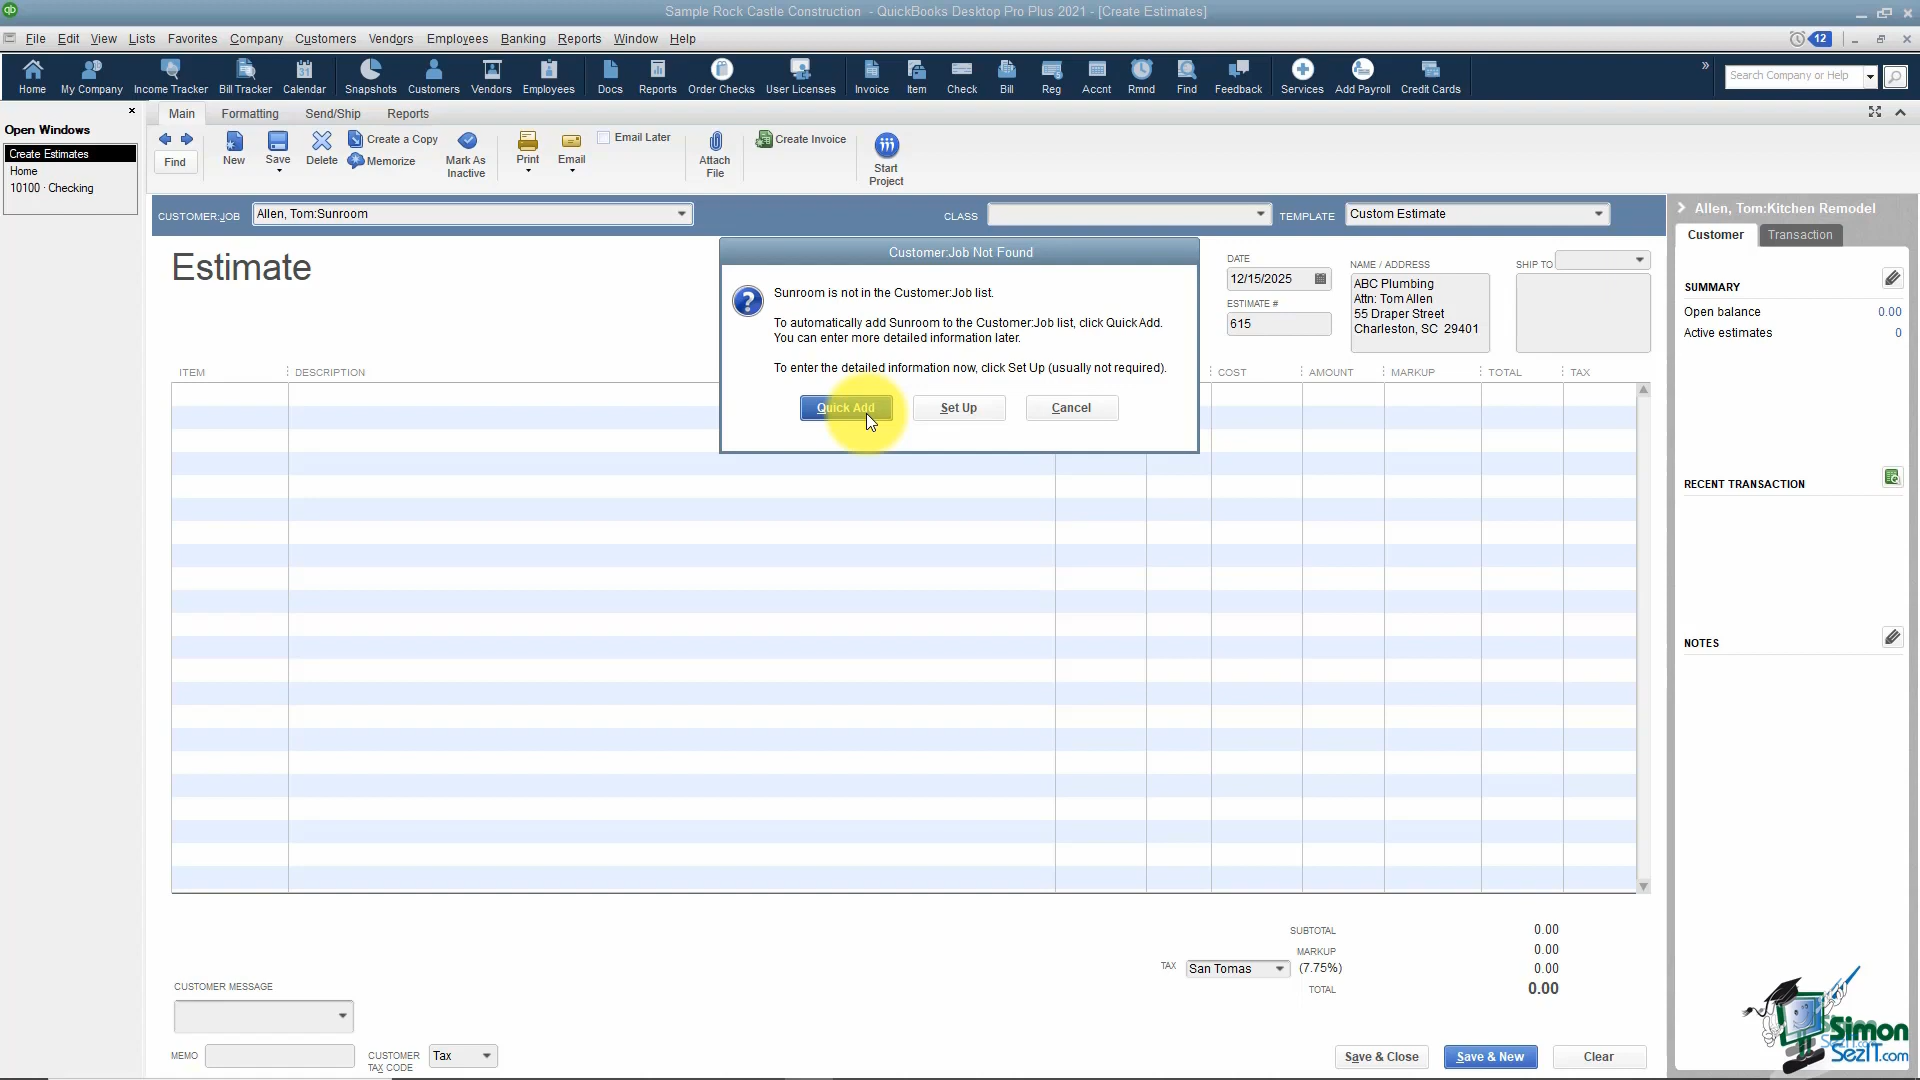 Sample Rock Castle Construction - QuickBooks Desktop Pro Plus 2021 - [Create Estimates]
File Edit View Lists Favorites Company Customers Vendors Employees Banking Reports Window Help
12
Home My Company Income Tracker Bill Tracker Calendar Snapshots Customers Vendors Employees Docs Reports Order Checks User Licenses Invoice Item Check Bill Reg Accnt Rmnd Find Feedback Services Add Payroll Credit Cards
Search Company or Help
Open Windows
Create Estimates
Home
10100 · Checking
Main Formatting Send/Ship Reports
Find
New
Save
Delete
Create a Copy
Memorize
Mark As
Inactive
Print
Email
Email Later
Attach
File
Create Invoice
Start
Project
CUSTOMER:JOB Allen, Tom:Sunroom
CLASS
TEMPLATE Custom Estimate
Estimate
Customer:Job Not Found
Sunroom is not in the Customer:Job list.
To automatically add Sunroom to the Customer:Job list, click Quick Add.
You can enter more detailed information later.
To enter the detailed information now, click Set Up (usually not required).
Quick Add Set Up Cancel
DATE
12/15/2025
ESTIMATE #
615
NAME / ADDRESS
ABC Plumbing
Attn: Tom Allen
55 Draper Street
Charleston, SC 29401
SHIP TO
ITEM DESCRIPTION COST AMOUNT MARKUP TOTAL TAX
SUBTOTAL 0.00
MARKUP 0.00
TAX San Tomas (7.75%) 0.00
TOTAL 0.00
CUSTOMER MESSAGE
MEMO
CUSTOMER
TAX CODE
Tax
Save & Close Save & New Clear
Allen, Tom:Kitchen Remodel
Customer Transaction
SUMMARY
Open balance 0.00
Active estimates 0
RECENT TRANSACTION
NOTES
Simon
SezIT.com